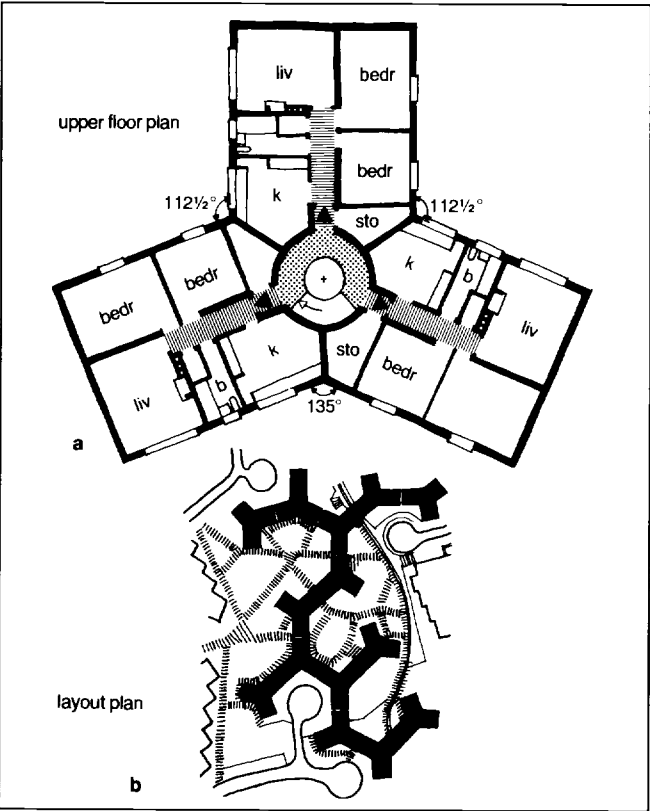 liv
bedr
upper floor plan
bedr
k
112½°
112½°
sto
k
b
bedr
bedr
liv
k
sto
bedr
liv
b
135°
a
layout plan
b